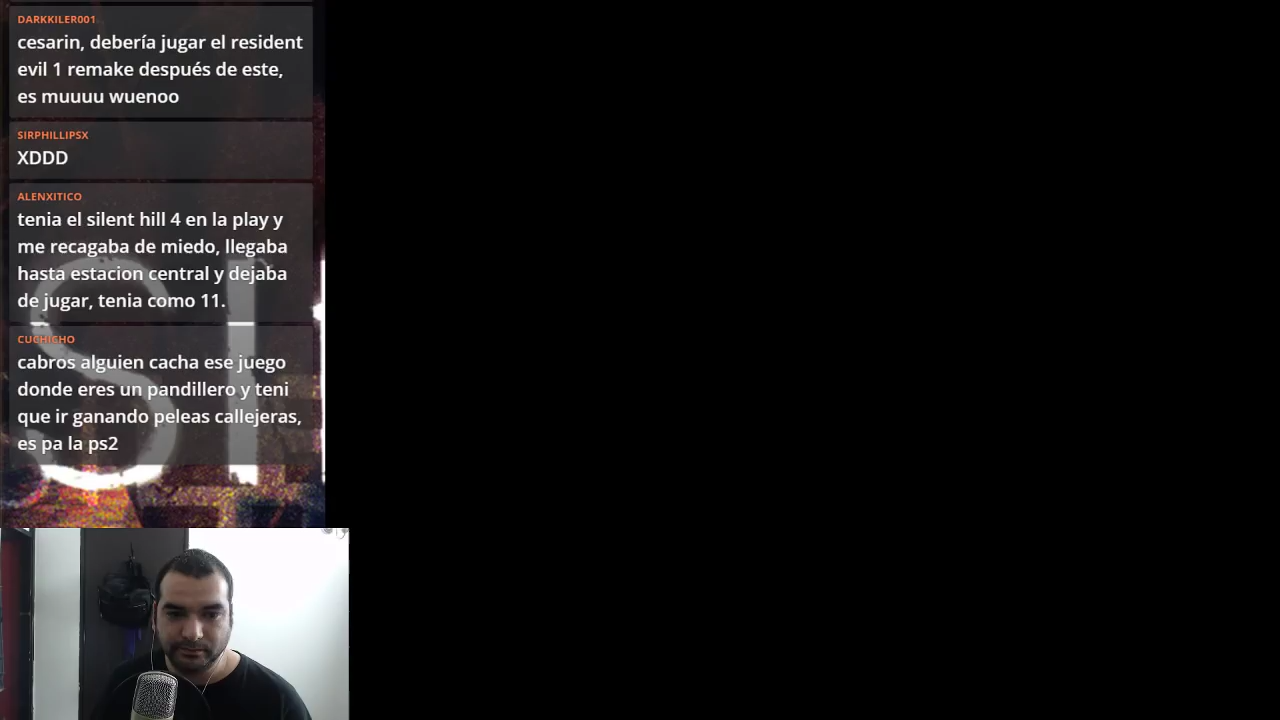 DARKKILER001
cesarin, debería jugar el resident
evil 1 remake después de este,
es muuuu wuenoo
SIRPHILLIPSX
XDDD
ALENXITICO
tenia el silent hill 4 en la play y
me recagaba de miedo, llegaba
hasta estacion central y dejaba
de jugar, tenia como 11.
CUCHICHO
cabros alguien cacha ese juego
donde eres un pandillero y teni
que ir ganando peleas callejeras,
es pa la ps2
SI